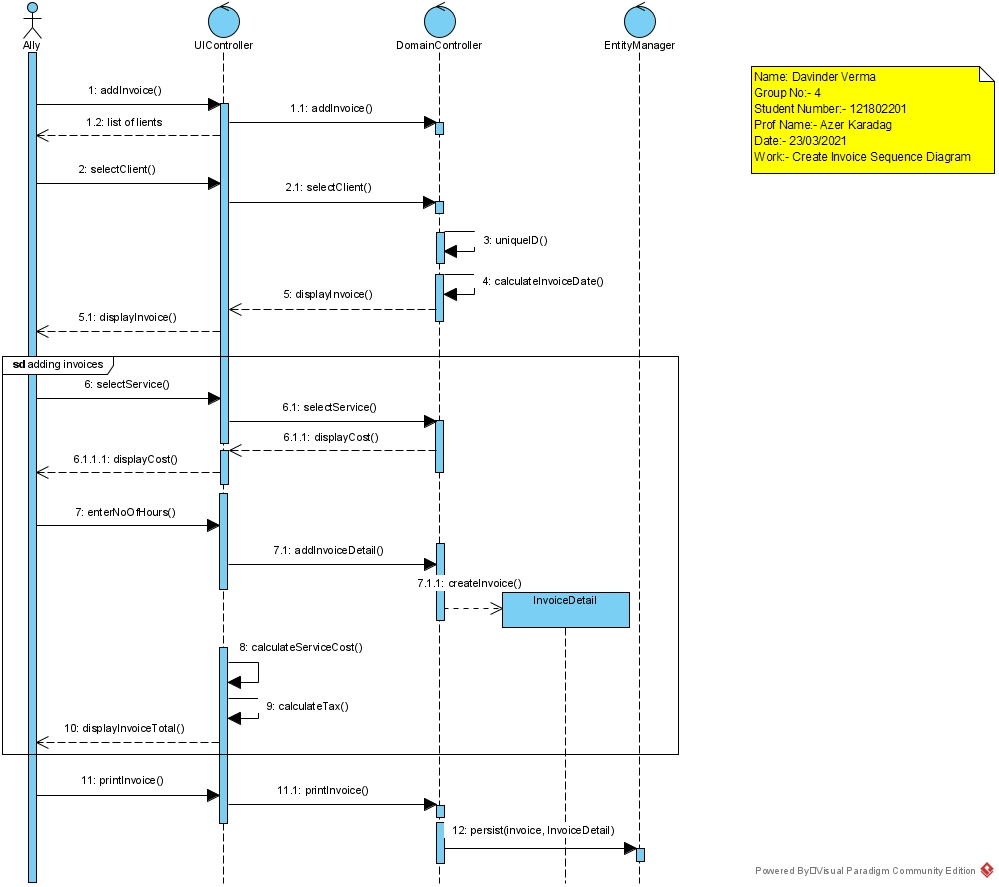 Ally
UIController
DomainController
EntityManager
Name: Davinder Verma
Group No:- 4
Student Number:- 121802201
Prof Name:- Azer Karadag
Date:- 23/03/2021
Work:- Create Invoice Sequence Diagram
1: addInvoice()
1.1: addInvoice()
1.2: list of lients
2: selectClient()
2.1: selectClient()
3: uniqueID()
4: calculateInvoiceDate()
5: displayInvoice()
5.1: displayInvoice()
sd adding invoices
6: selectService()
6.1: selectService()
6.1.1: displayCost()
6.1.1.1: displayCost()
7: enterNoOfHours()
7.1: addInvoiceDetail()
7.1.1: createInvoice()
InvoiceDetail
8: calculateServiceCost()
9: calculateTax()
10: displayInvoiceTotal()
11: printInvoice()
11.1: printInvoice()
12: persist(invoice, InvoiceDetail)
Powered By▯Visual Paradigm Community Edition